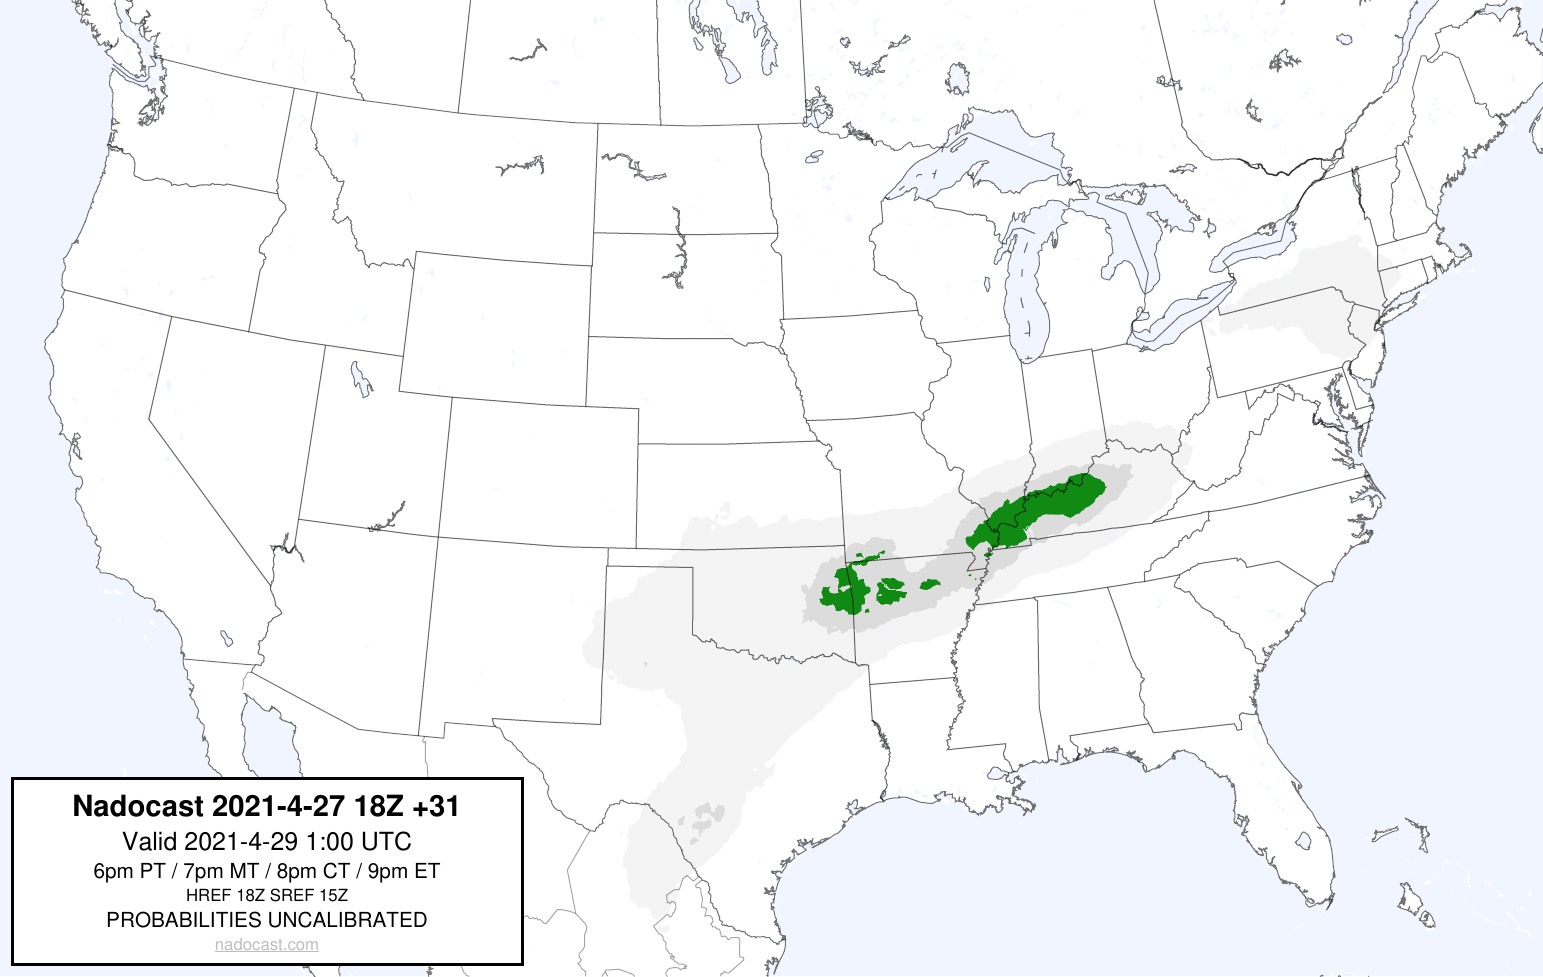 Nadocast 2021-4-27 18Z +31
Valid 2021-4-29 1:00 UTC
6pm PT / 7pm MT / 8pm CT / 9pm ET
HREF 18Z SREF 15Z
PROBABILITIES UNCALIBRATED
nadocast.com